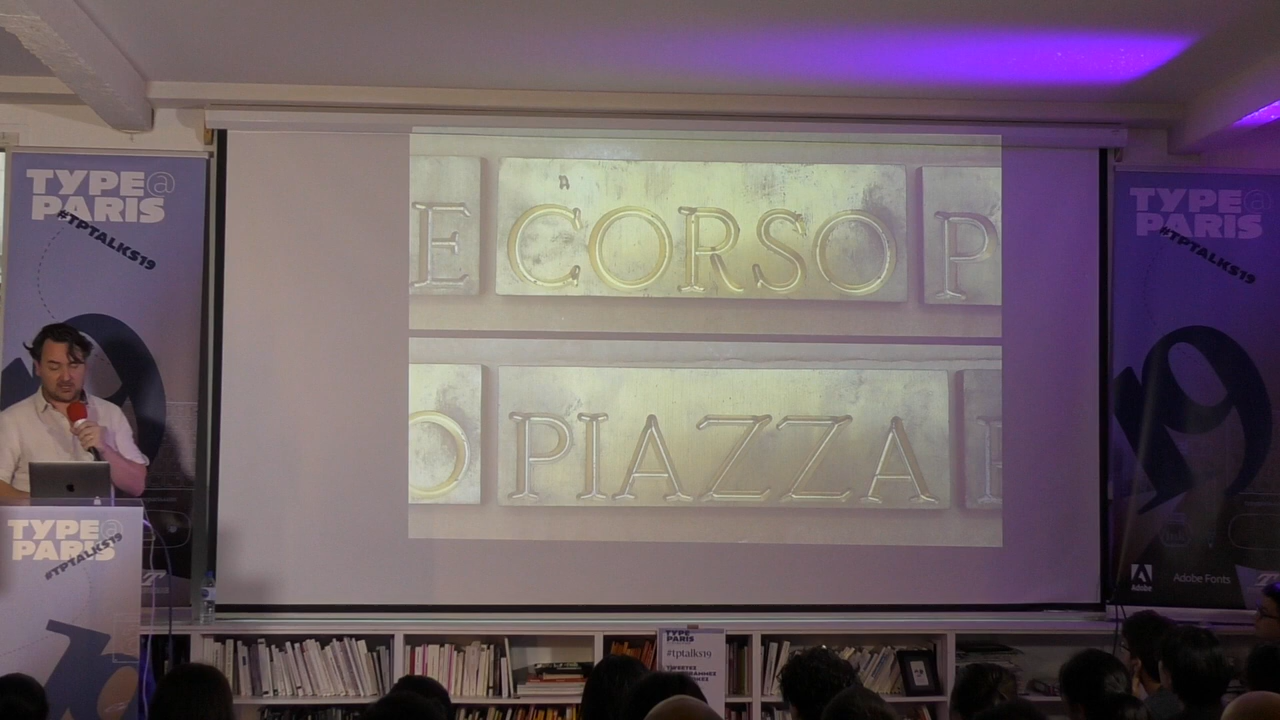 TYPE@
PARIS
#TPTALKS19
E CORSO P
O PIAZZA
TYPE@
PARIS
#TPTALKS19
TYPE@
PARIS
#TPTALKS19
Adobe
Adobe Fonts
TYPE
PARIS
#tptalks19